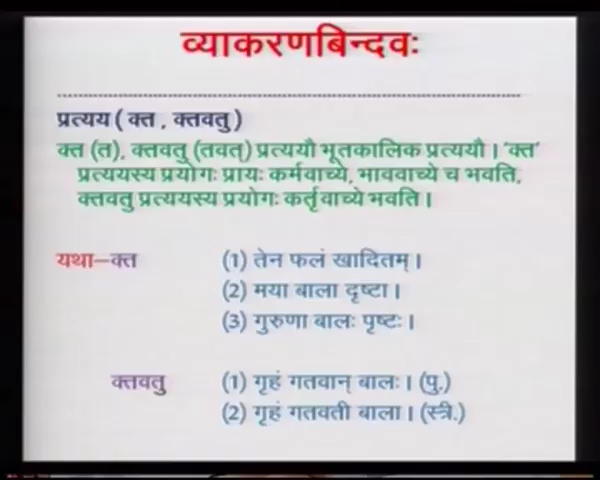 व्याकरणबिन्दवः
प्रत्यय ( क्त , क्तवतु )
क्त (त), क्तवतु (तवत्) प्रत्ययौ भूतकालिक प्रत्ययौ । 'क्त'
प्रत्ययस्य प्रयोगः प्रायः कर्मवाच्ये, भाववाच्ये च भवति,
क्तवतु प्रत्ययस्य प्रयोगः कर्तृवाच्ये भवति ।
यथा–क्त (1) तेन फलं खादितम् ।
(2) मया बाला दृष्टा ।
(3) गुरुणा बालः पृष्टः ।
क्तवतु (1) गृहं गतवान् बालः । (पु.)
(2) गृहं गतवती बाला । (स्त्री.)